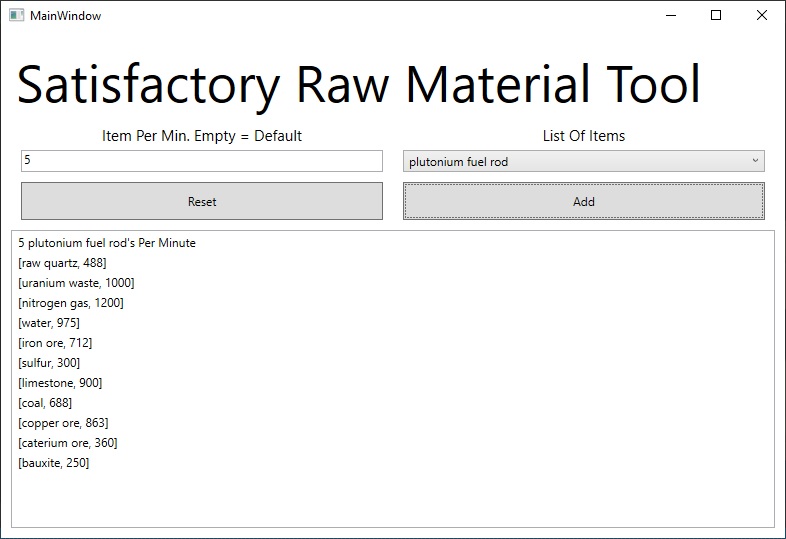 MainWindow
Satisfactory Raw Material Tool
Item Per Min. Empty = Default
List Of Items
5
plutonium fuel rod
Reset
Add
5 plutonium fuel rod's Per Minute
[raw quartz, 488]
[uranium waste, 1000]
[nitrogen gas, 1200]
[water, 975]
[iron ore, 712]
[sulfur, 300]
[limestone, 900]
[coal, 688]
[copper ore, 863]
[caterium ore, 360]
[bauxite, 250]